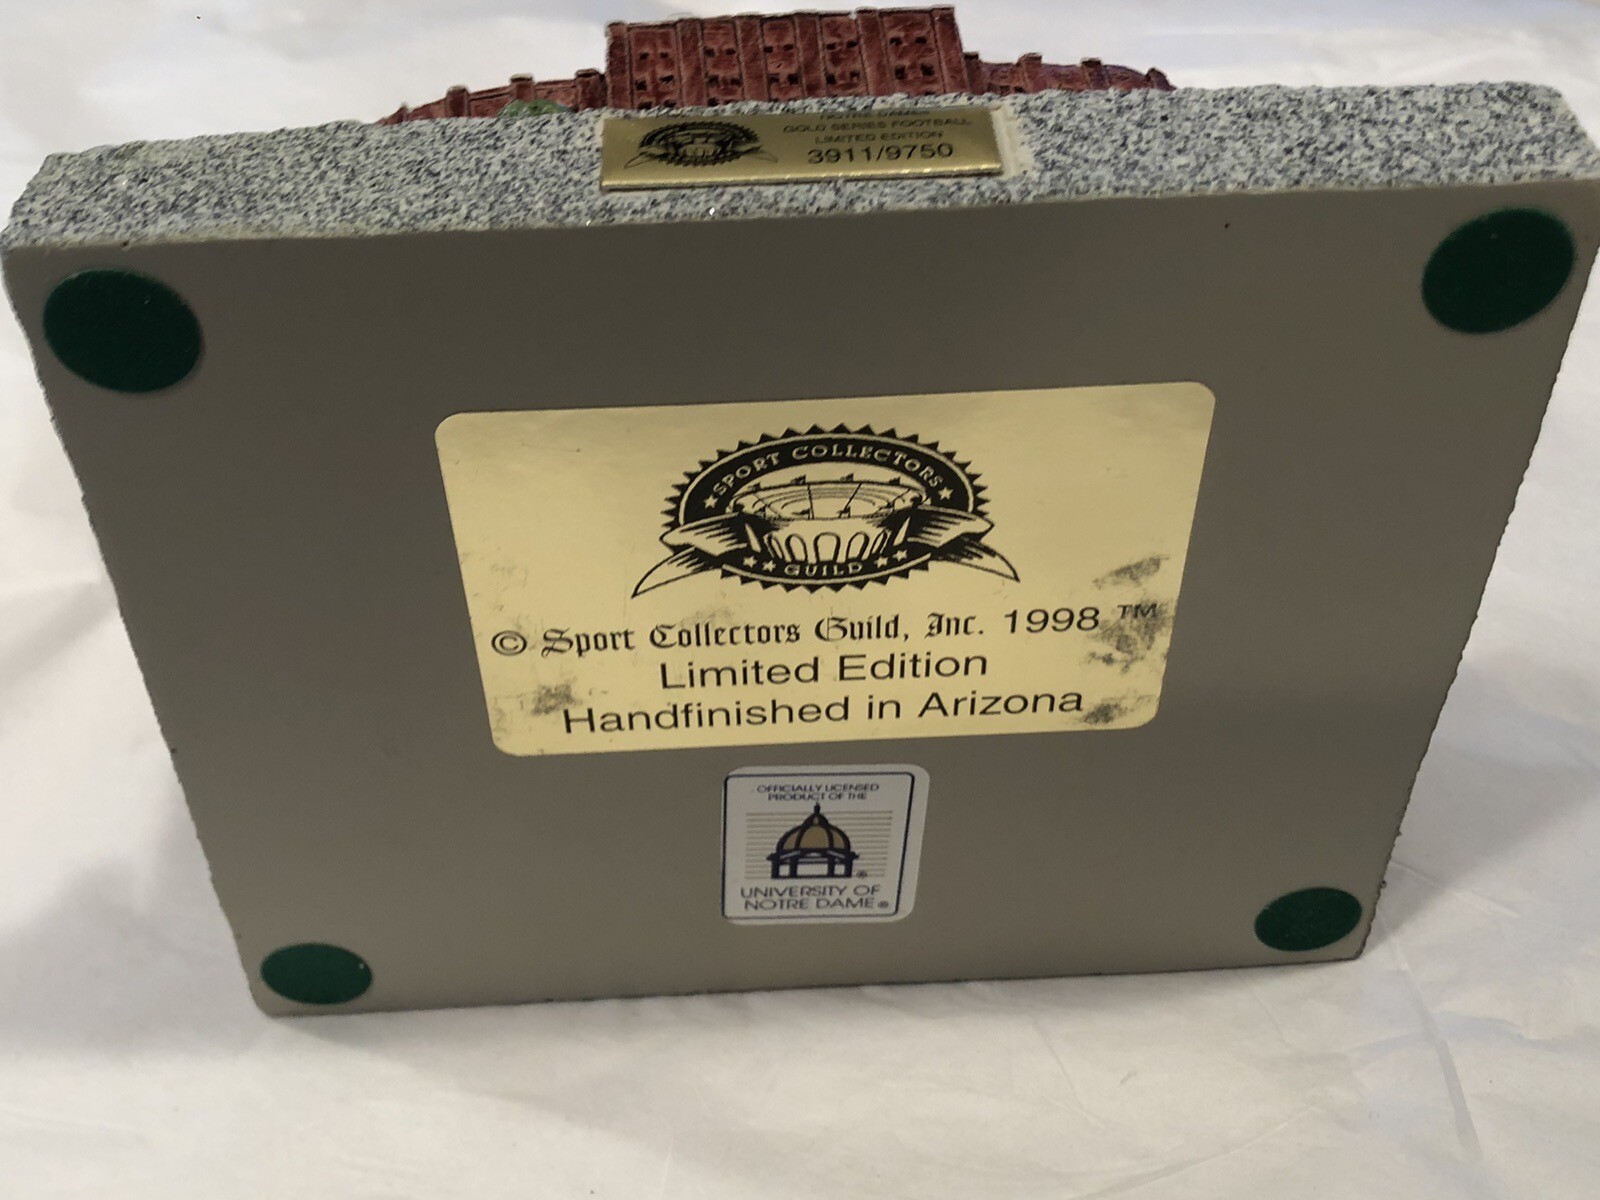 NOTRE DAME
GOLD SERIES FOOTBALL
LIMITED EDITION
3911/9750
SPORT COLLECTORS
GUILD
© Sport Collectors Guild, Inc. 1998 ™
Limited Edition
Handfinished in Arizona
OFFICIALLY LICENSED
PRODUCT OF THE
®
UNIVERSITY OF
NOTRE DAME®